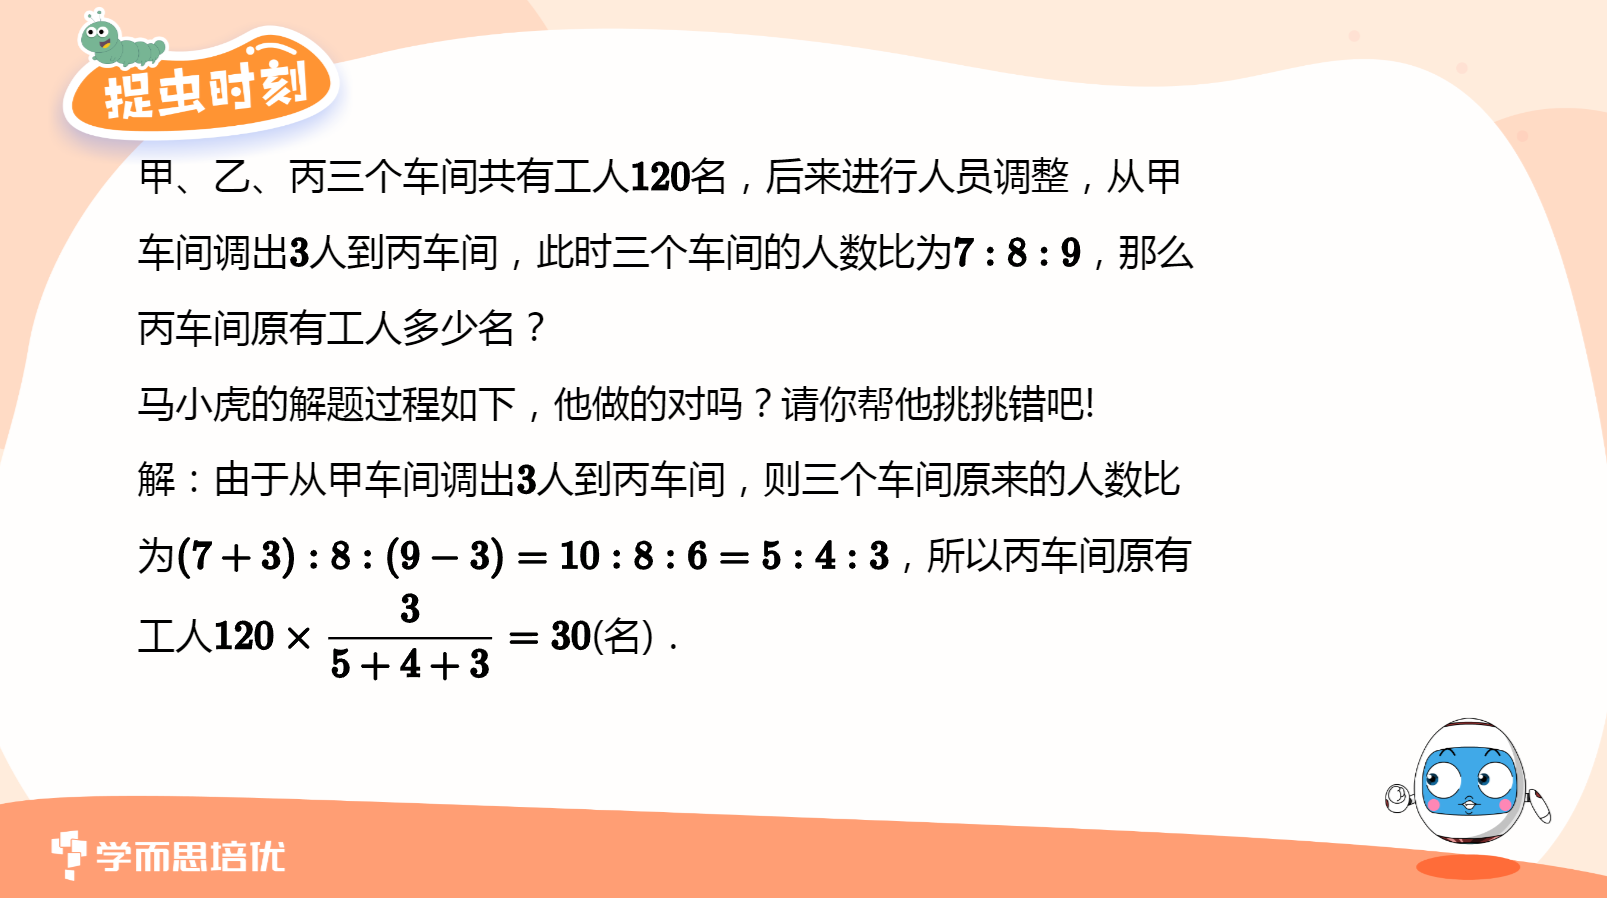 捉虫时刻
甲、乙、丙三个车间共有工人120名，后来进行人员调整，从甲
车间调出3人到丙车间，此时三个车间的人数比为7 : 8 : 9，那么
丙车间原有工人多少名？
马小虎的解题过程如下，他做的对吗？请你帮他挑挑错吧!
解：由于从甲车间调出3人到丙车间，则三个车间原来的人数比
为(7 + 3) : 8 : (9 − 3) = 10 : 8 : 6 = 5 : 4 : 3，所以丙车间原有
工人120 × 3/(5 + 4 + 3) = 30(名)．
学而思培优